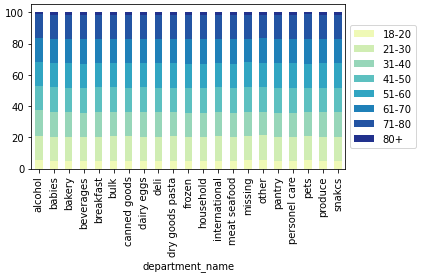 100
80
60
40
20
0
alcohol
babies
bakery
beverages
breakfast
bulk
canned goods
dairy eggs
deli
dry goods pasta
frozen
household
international
meat seafood
missing
other
pantry
personel care
pets
produce
snakcs
department_name
18-20
21-30
31-40
41-50
51-60
61-70
71-80
80+